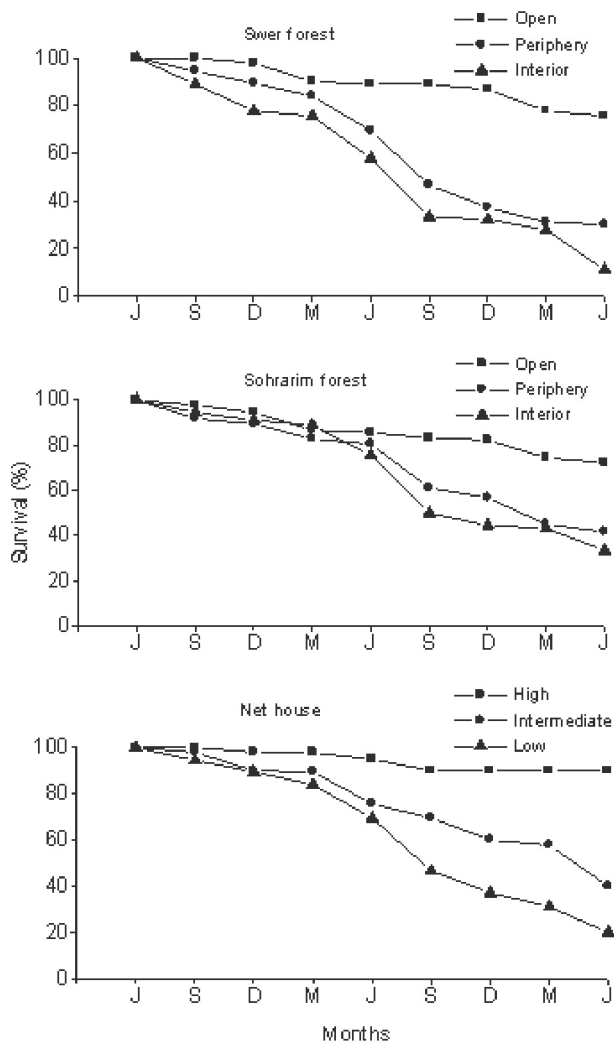 Swer forest
Open
Periphery
Interior
100
80
60
40
20
0
J S D M J S D M J
Sohrarim forest
Open
Periphery
Interior
100
80
60
40
20
0
J S D M J S D M J
Survival (%)
Net house
High
Intermediate
Low
100
80
60
40
20
0
J S D M J S D M J
Months